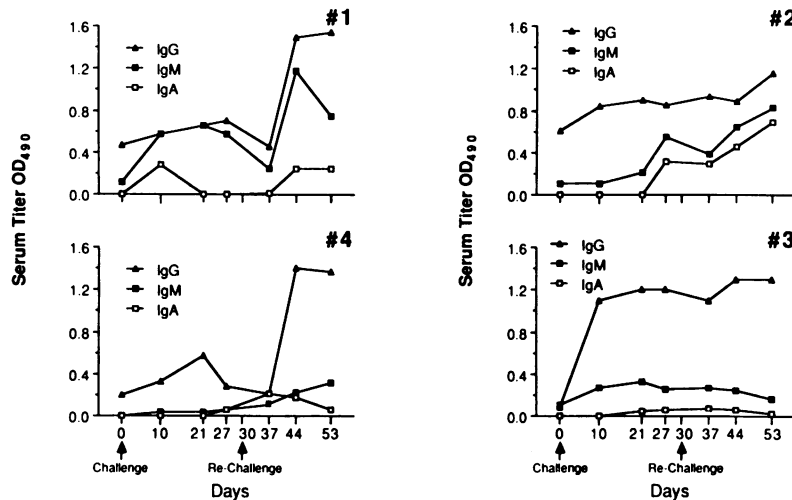 #1
IgG
IgM
IgA
1.6
1.2
0.8
0.4
0.0
Serum Titer OD490
#2
IgG
IgM
IgA
1.6
1.2
0.8
0.4
0.0
Serum Titer OD490
#4
IgG
IgM
IgA
1.6
1.2
0.8
0.4
0.0
0 10 21 27 30 37 44 53
Challenge Re-Challenge
Days
#3
IgG
IgM
IgA
1.6
1.2
0.8
0.4
0.0
0 10 21 27 30 37 44 53
Challenge Re-Challenge
Days